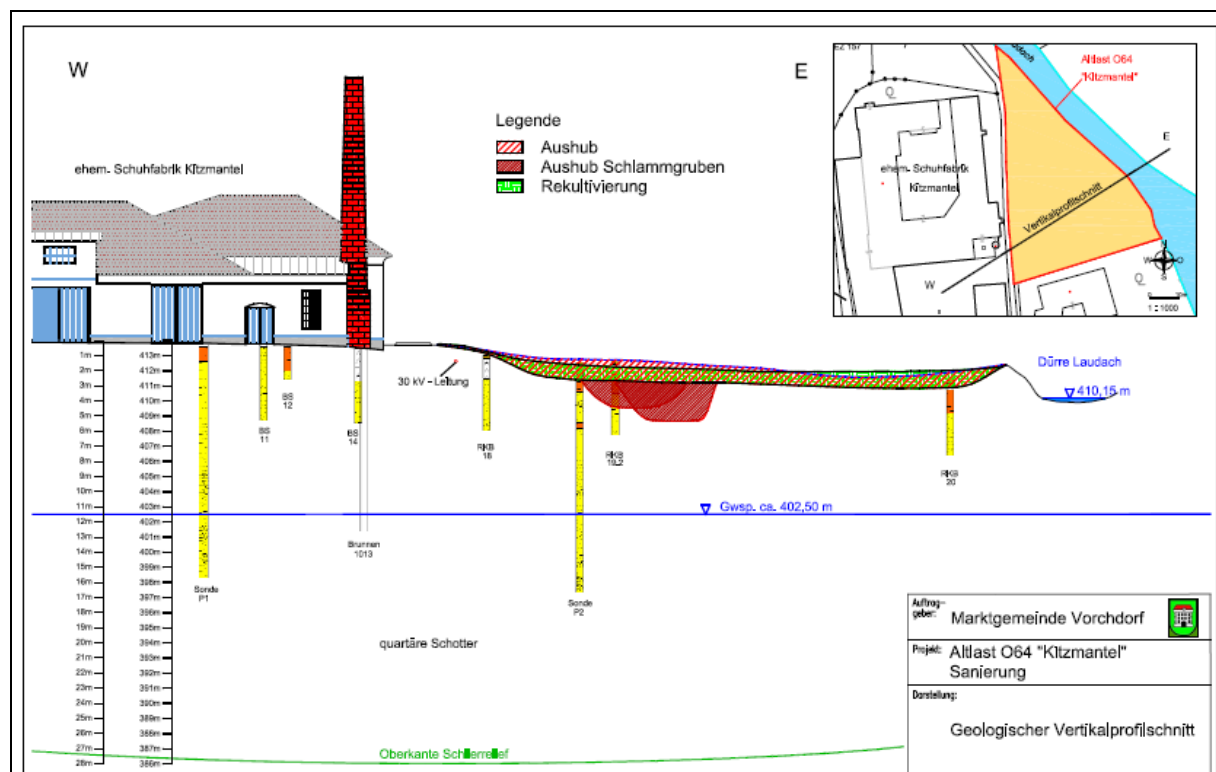 W
E
ehem. Schuhfabrik Kitzmantel
Legende
Aushub
Aushub Schlammgruben
Rekultivierung
EZ 157
Altlast O64
"Kitzmantel"
Q
E
ehem. Schuhfabrik
Kitzmantel
Vertikalprofilschnitt
W
N
W
O
S
Q
1 : 1000
1m
2m
3m
4m
5m
6m
7m
8m
9m
10m
11m
12m
13m
14m
15m
16m
17m
18m
19m
20m
21m
22m
23m
24m
25m
26m
27m
28m
413m
412m
411m
410m
409m
408m
407m
406m
405m
404m
403m
402m
401m
400m
399m
398m
397m
396m
395m
394m
393m
392m
391m
390m
389m
388m
387m
386m
30 kV - Leitung
Dürre Laudach
410,15 m
BS
11
BS
12
BS
14
RKB
18
RKB
19.2
RKB
20
Gwsp. ca. 402,50 m
Brunnen
1013
Sonde
P1
Sonde
P2
quartäre Schotter
Oberkante Schlierrelief
Auftrag-
geber:
Marktgemeinde Vorchdorf
Projekt:
Altlast O64 "Kitzmantel"
Sanierung
Darstellung:
Geologischer Vertikalprofilschnitt